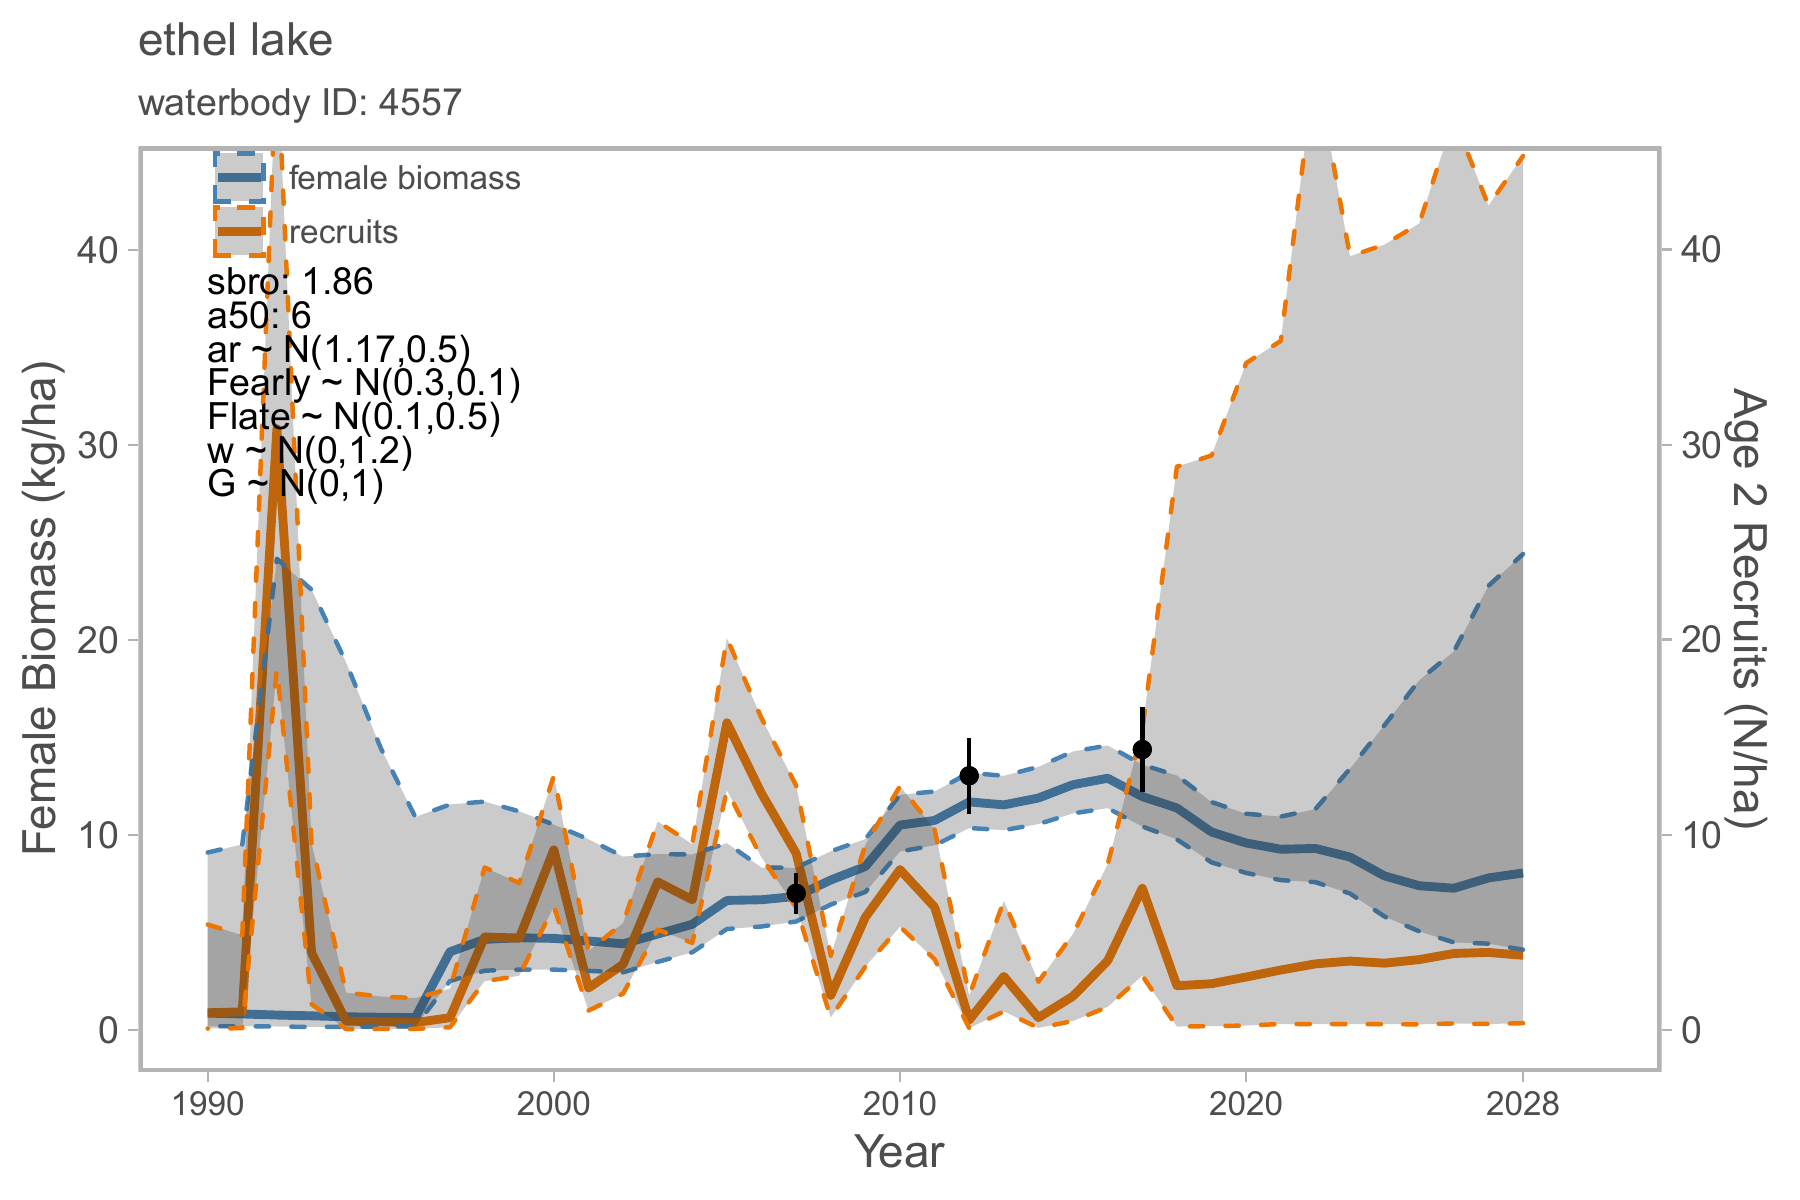 ethel lake
waterbody ID: 4557
female biomass
recruits
sbro: 1.86
a50: 6
ar ~ N(1.17,0.5)
Fearly ~ N(0.3,0.1)
Flate ~ N(0.1,0.5)
w ~ N(0,1.2)
G ~ N(0,1)
Female Biomass (kg/ha)
40
30
20
10
0
40
30
20
10
0
Age 2 Recruits (N/ha)
1990 2000 2010 2020 2028
Year